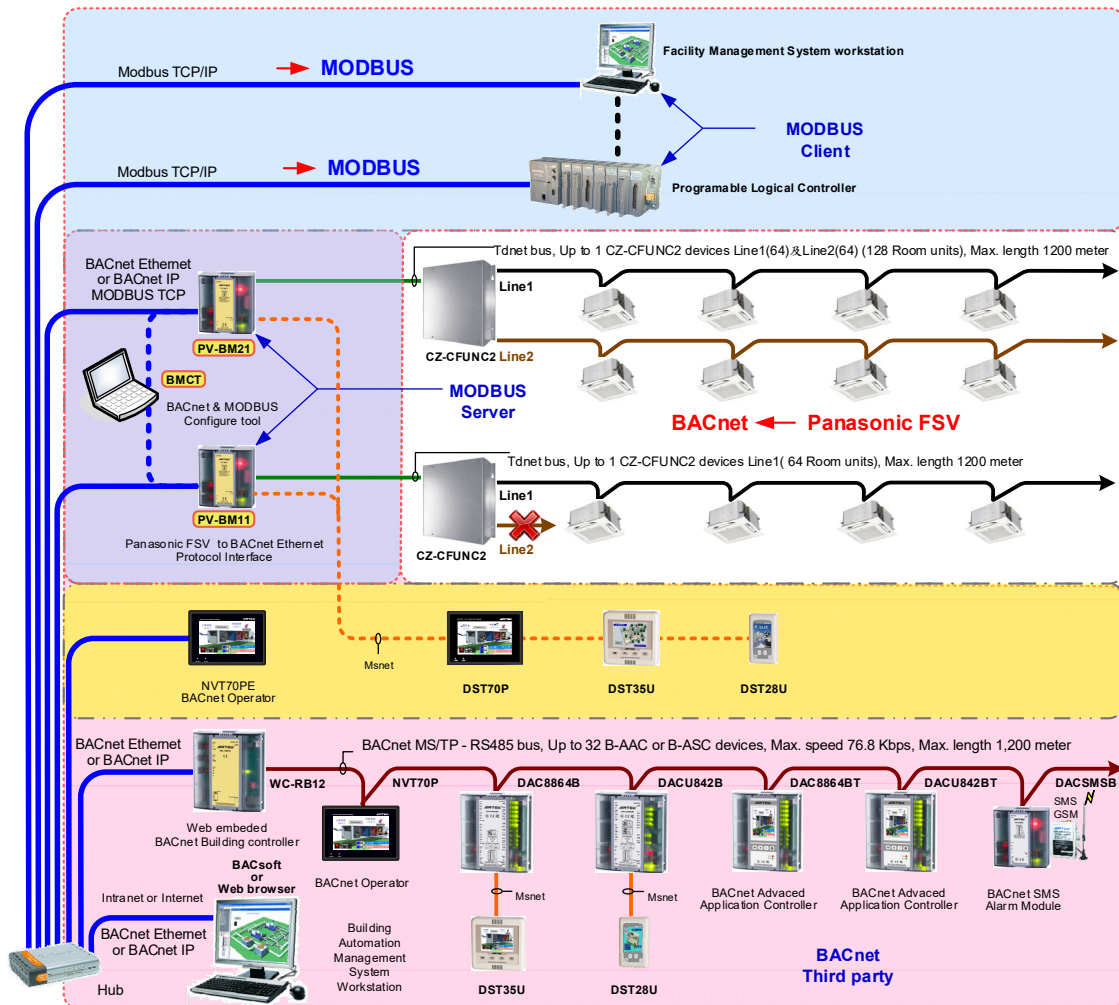 Facility Management System workstation
Modbus TCP/IP
MODBUS
MODBUS
Client
Modbus TCP/IP
MODBUS
Programable Logical Controller
Tdnet bus, Up to 1 CZ-CFUNC2 devices Line1(64)及Line2(64) (128 Room units), Max. length 1200 meter
BACnet Ethernet
or BACnet IP
MODBUS TCP
Line1
CZ-CFUNC2
Line2
PV-BM21
BMCT
BACnet & MODBUS
Configure tool
MODBUS
Server
BACnet
Panasonic FSV
Tdnet bus, Up to 1 CZ-CFUNC2 devices Line1( 64 Room units), Max. length 1200 meter
Line1
PV-BM11
Line2
CZ-CFUNC2
Panasonic FSV to BACnet Ethernet
Protocol Interface
Msnet
NVT70PE
BACnet Operator
DST70P
DST35U
DST28U
BACnet Ethernet
or BACnet IP
BACnet MS/TP - RS485 bus, Up to 32 B-AAC or B-ASC devices, Max. speed 76.8 Kbps, Max. length 1,200 meter
WC-RB12
NVT70P
DAC8864B
DACU842B
DAC8864BT
DACU842BT
DACSMSB
SMS
GSM
Web embeded
BACnet Building controller
BACnet Operator
Msnet
Msnet
BACnet Advaced
Application Controller
BACnet Advaced
Application Controller
BACnet SMS
Alarm Module
BACsoft
or
Web browser
Intranet or Internet
BACnet Ethernet
or BACnet IP
Building
Automation
Management
System
Workstation
DST35U
DST28U
BACnet
Third party
Hub